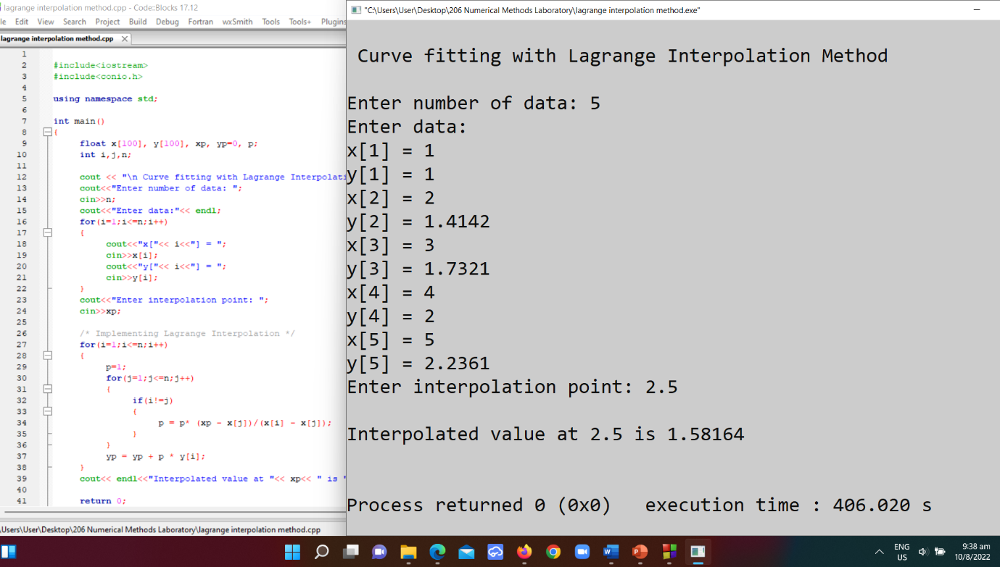 lagrange interpolation method.cpp - Code::Blocks 17.12
le Edit View Search Project Build Debug Fortran wxSmith Tools Tools+ Plugins
lagrange interpolation method.cpp
1
2 #include<iostream>
3 #include<conio.h>
4
5 using namespace std;
6
7 int main()
8 {
9 float x[100], y[100], xp, yp=0, p;
10 int i,j,n;
11
12 cout << "\n Curve fitting with Lagrange Interpolati
13 cout<<"Enter number of data: ";
14 cin>>n;
15 cout<<"Enter data:"<< endl;
16 for(i=1;i<=n;i++)
17 {
18 cout<<"x["<< i<<"] = ";
19 cin>>x[i];
20 cout<<"y["<< i<<"] = ";
21 cin>>y[i];
22 }
23 cout<<"Enter interpolation point: ";
24 cin>>xp;
25
26 /* Implementing Lagrange Interpolation */
27 for(i=1;i<=n;i++)
28 {
29 p=1;
30 for(j=1;j<=n;j++)
31 {
32 if(i!=j)
33 {
34 p = p* (xp - x[j])/(x[i] - x[j]);
35 }
36 }
37 yp = yp + p * y[i];
38 }
39 cout<< endl<<"Interpolated value at "<< xp<< " is "
40
41 return 0;
\Users\User\Desktop\206 Numerical Methods Laboratory\lagrange interpolation method.cpp
"C:\Users\User\Desktop\206 Numerical Methods Laboratory\lagrange interpolation method.exe"
Curve fitting with Lagrange Interpolation Method
Enter number of data: 5
Enter data:
x[1] = 1
y[1] = 1
x[2] = 2
y[2] = 1.4142
x[3] = 3
y[3] = 1.7321
x[4] = 4
y[4] = 2
x[5] = 5
y[5] = 2.2361
Enter interpolation point: 2.5
Interpolated value at 2.5 is 1.58164
Process returned 0 (0x0) execution time : 406.020 s
ENG
US
9:38 am
10/8/2022